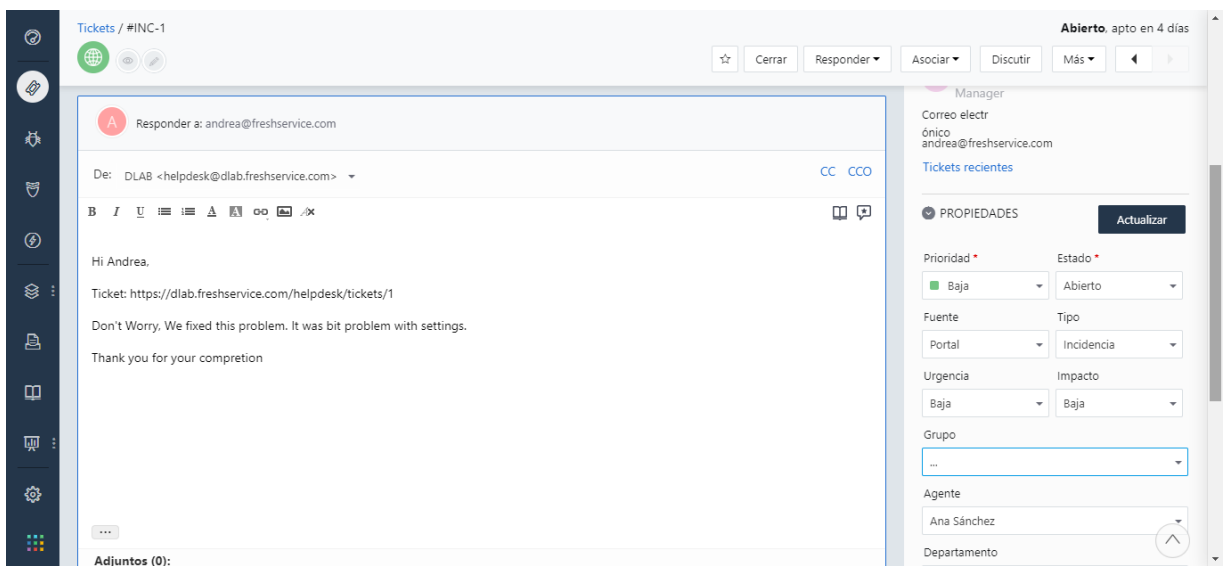 Tickets / #INC-1
Abierto, apto en 4 días
Cerrar
Responder
Asociar
Discutir
Más
A
Responder a: andrea@freshservice.com
De: DLAB <helpdesk@dlab.freshservice.com>
CC CCO
B I U A A
Hi Andrea,
Ticket: https://dlab.freshservice.com/helpdesk/tickets/1
Don't Worry, We fixed this problem. It was bit problem with settings.
Thank you for your compretion
...
Adjuntos (0):
Manager
Correo electr
ónico
andrea@freshservice.com
Tickets recientes
PROPIEDADES
Actualizar
Prioridad * Estado *
Baja Abierto
Fuente Tipo
Portal Incidencia
Urgencia Impacto
Baja Baja
Grupo
...
Agente
Ana Sánchez
Departamento